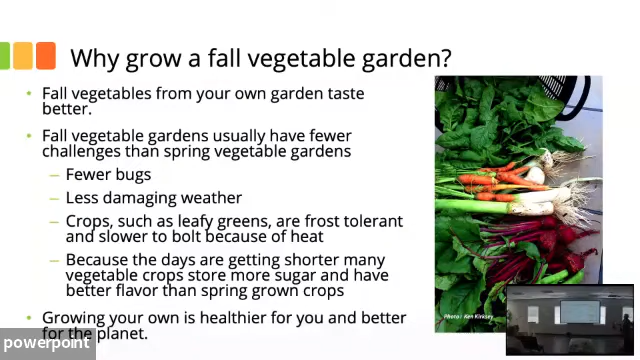 Why grow a fall vegetable garden?
• Fall vegetables from your own garden taste
better.
• Fall vegetable gardens usually have fewer
challenges than spring vegetable gardens
– Fewer bugs
– Less damaging weather
– Crops, such as leafy greens, are frost tolerant
and slower to bolt because of heat
– Because the days are getting shorter many
vegetable crops store more sugar and have
better flavor than spring grown crops
• Growing your own is healthier for you and better
for the planet.
Photo / Ken Kirksey
powerpoint